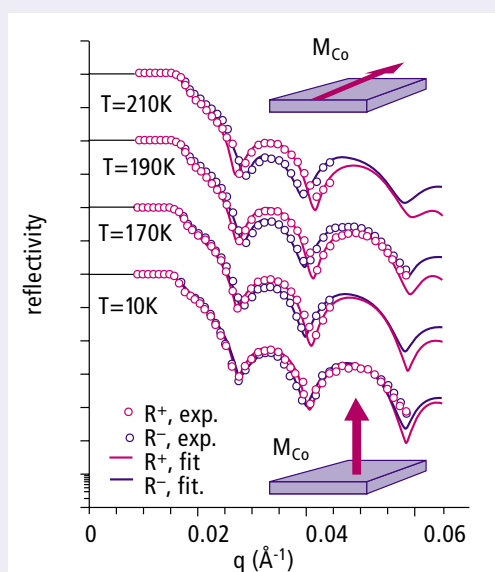 M_Co
T=210K
T=190K
T=170K
T=10K
reflectivity
R⁺, exp.
R⁻, exp.
R⁺, fit
R⁻, fit.
M_Co
0 0.02 0.04 0.06
q (Å⁻¹)